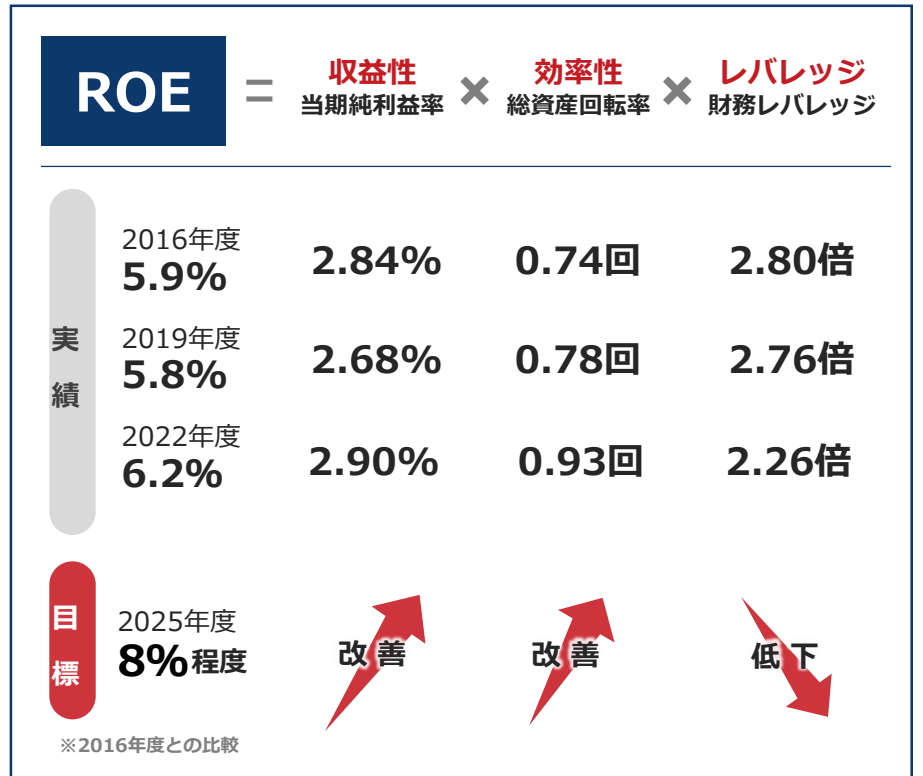 ROE = 収益性 × 効率性 × レバレッジ
当期純利益率 総資産回転率 財務レバレッジ
実績
2016年度
5.9% 2.84% 0.74回 2.80倍
2019年度
5.8% 2.68% 0.78回 2.76倍
2022年度
6.2% 2.90% 0.93回 2.26倍
目標
2025年度
8%程度 改善 改善 低下
※2016年度との比較